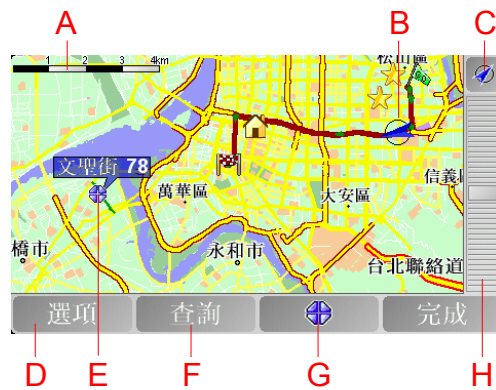 A B C
1 2 3 4km
松山區
GO
文聖街 78
信義
萬華區
大安區
橋市
永和市
台北聯絡道
選項 查詢 完成
D E F G H